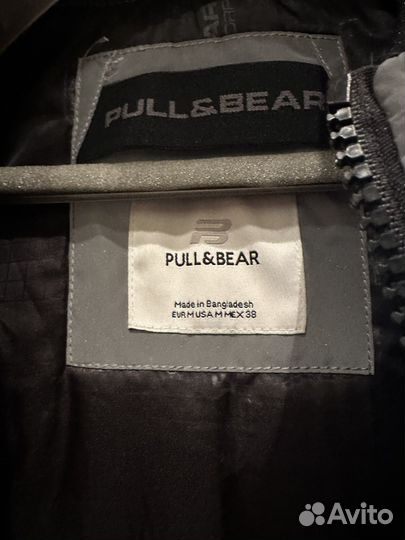 PULL&BEAR
PULL&BEAR
Made in Bangladesh
EUR M USA M MEX 38
Avito